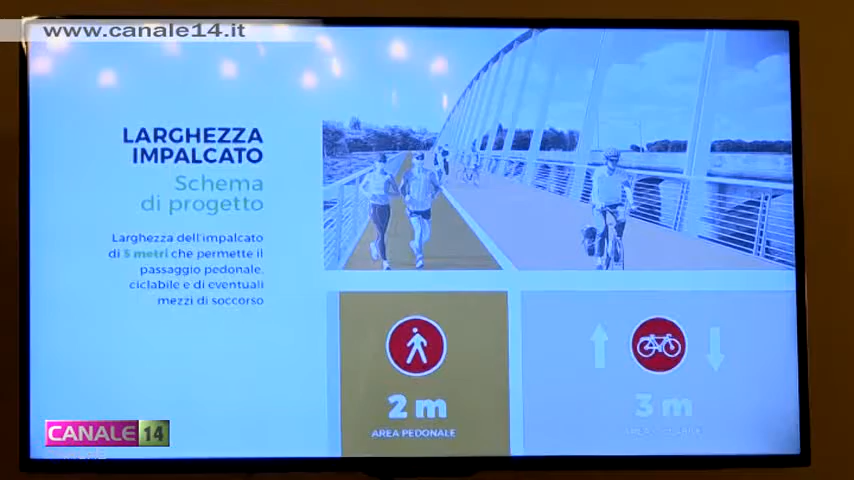 www.canale14.it
LARGHEZZA
IMPALCATO
Schema
di progetto
Larghezza dell'impalcato
di 5 metri che permette il
passaggio pedonale,
ciclabile e di eventuali
mezzi di soccorso
2 m
AREA PEDONALE
3 m
AREA
CANALE 14